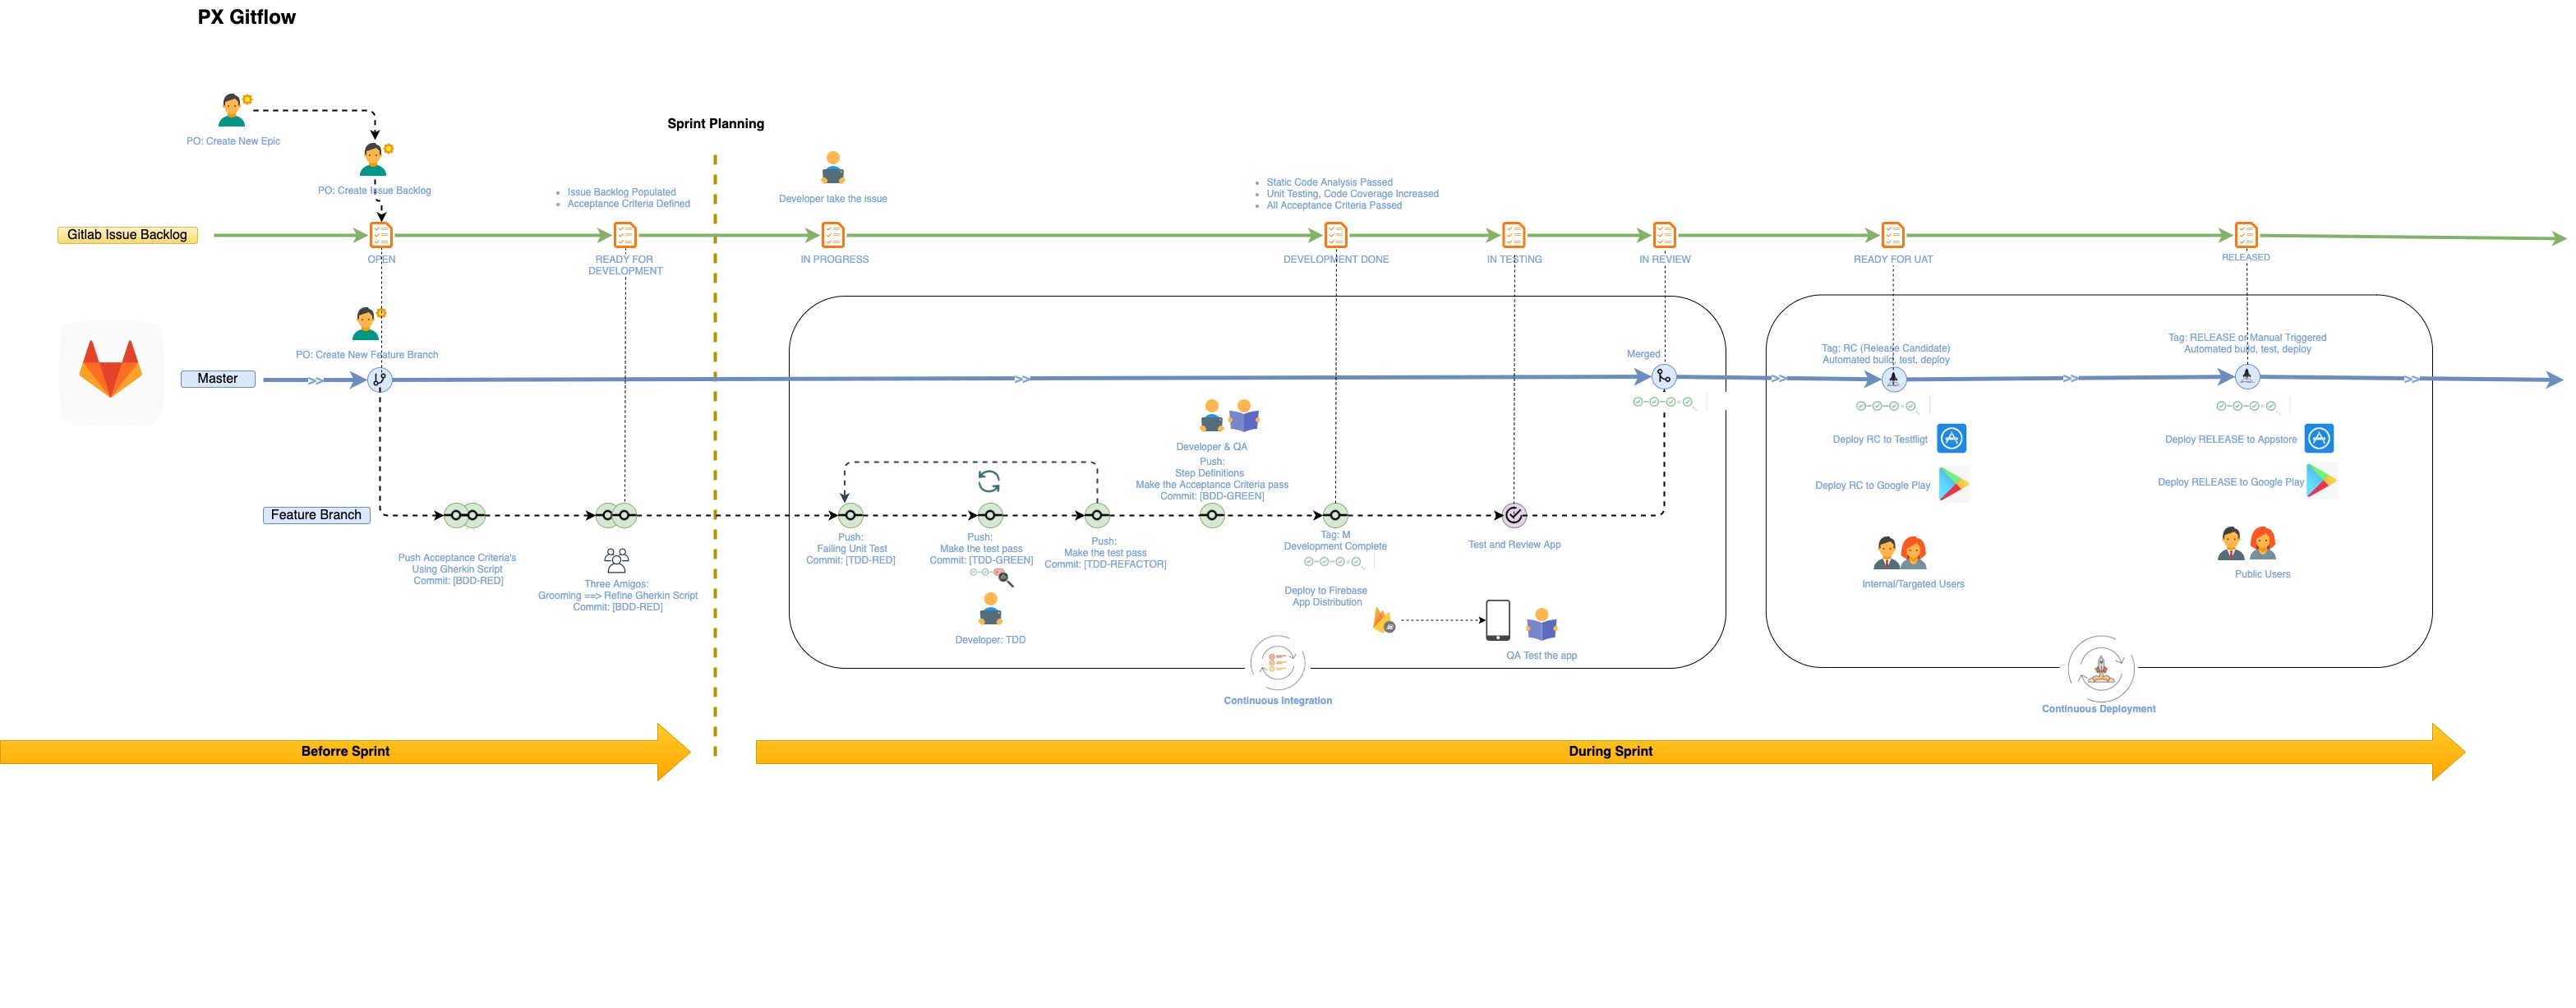 PX Gitflow
PO: Create New Epic
Sprint Planning
PO: Create Issue Backlog
Issue Backlog Populated
Acceptance Criteria Defined
Developer take the issue
Static Code Analysis Passed
Unit Testing, Code Coverage Increased
All Acceptance Criteria Passed
Gitlab Issue Backlog
OPEN
READY FOR
DEVELOPMENT
IN PROGRESS
DEVELOPMENT DONE
IN TESTING
IN REVIEW
READY FOR UAT
RELEASED
PO: Create New Feature Branch
Master
>>
>>
Merged
>>
Tag: RC (Release Candidate)
Automated build, test, deploy
>>
Tag: RELEASE or Manual Triggered
Automated build, test, deploy
>>
Developer & QA
Push:
Step Definitions
Make the Acceptance Criteria pass
Commit: [BDD-GREEN]
Deploy RC to Testfligt
Deploy RC to Google Play
Deploy RELEASE to Appstore
Deploy RELEASE to Google Play
Feature Branch
Push Acceptance Criteria's
Using Gherkin Script
Commit: [BDD-RED]
Three Amigos:
Grooming ==> Refine Gherkin Script
Commit: [BDD-RED]
Push:
Failing Unit Test
Commit: [TDD-RED]
Push:
Make the test pass
Commit: [TDD-GREEN]
Push:
Make the test pass
Commit: [TDD-REFACTOR]
Developer: TDD
Tag: M
Development Complete
Deploy to Firebase
App Distribution
Test and Review App
QA Test the app
Internal/Targeted Users
Public Users
Continuous Integration
Continuous Deployment
Beforre Sprint
During Sprint